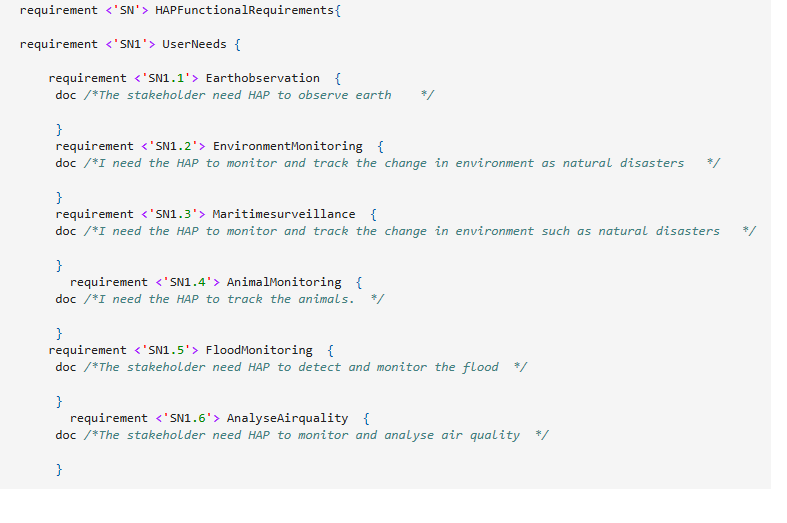 requirement <'SN'> HAPFunctionalRequirements{
requirement <'SN1'> UserNeeds {
requirement <'SN1.1'> Earthobservation {
doc /*The stakeholder need HAP to observe earth */
}
requirement <'SN1.2'> EnvironmentMonitoring {
doc /*I need the HAP to monitor and track the change in environment as natural disasters */
}
requirement <'SN1.3'> Maritimesurveillance {
doc /*I need the HAP to monitor and track the change in environment such as natural disasters */
}
requirement <'SN1.4'> AnimalMonitoring {
doc /*I need the HAP to track the animals. */
}
requirement <'SN1.5'> FloodMonitoring {
doc /*The stakeholder need HAP to detect and monitor the flood */
}
requirement <'SN1.6'> AnalyseAirquality {
doc /*The stakeholder need HAP to monitor and analyse air quality */
}